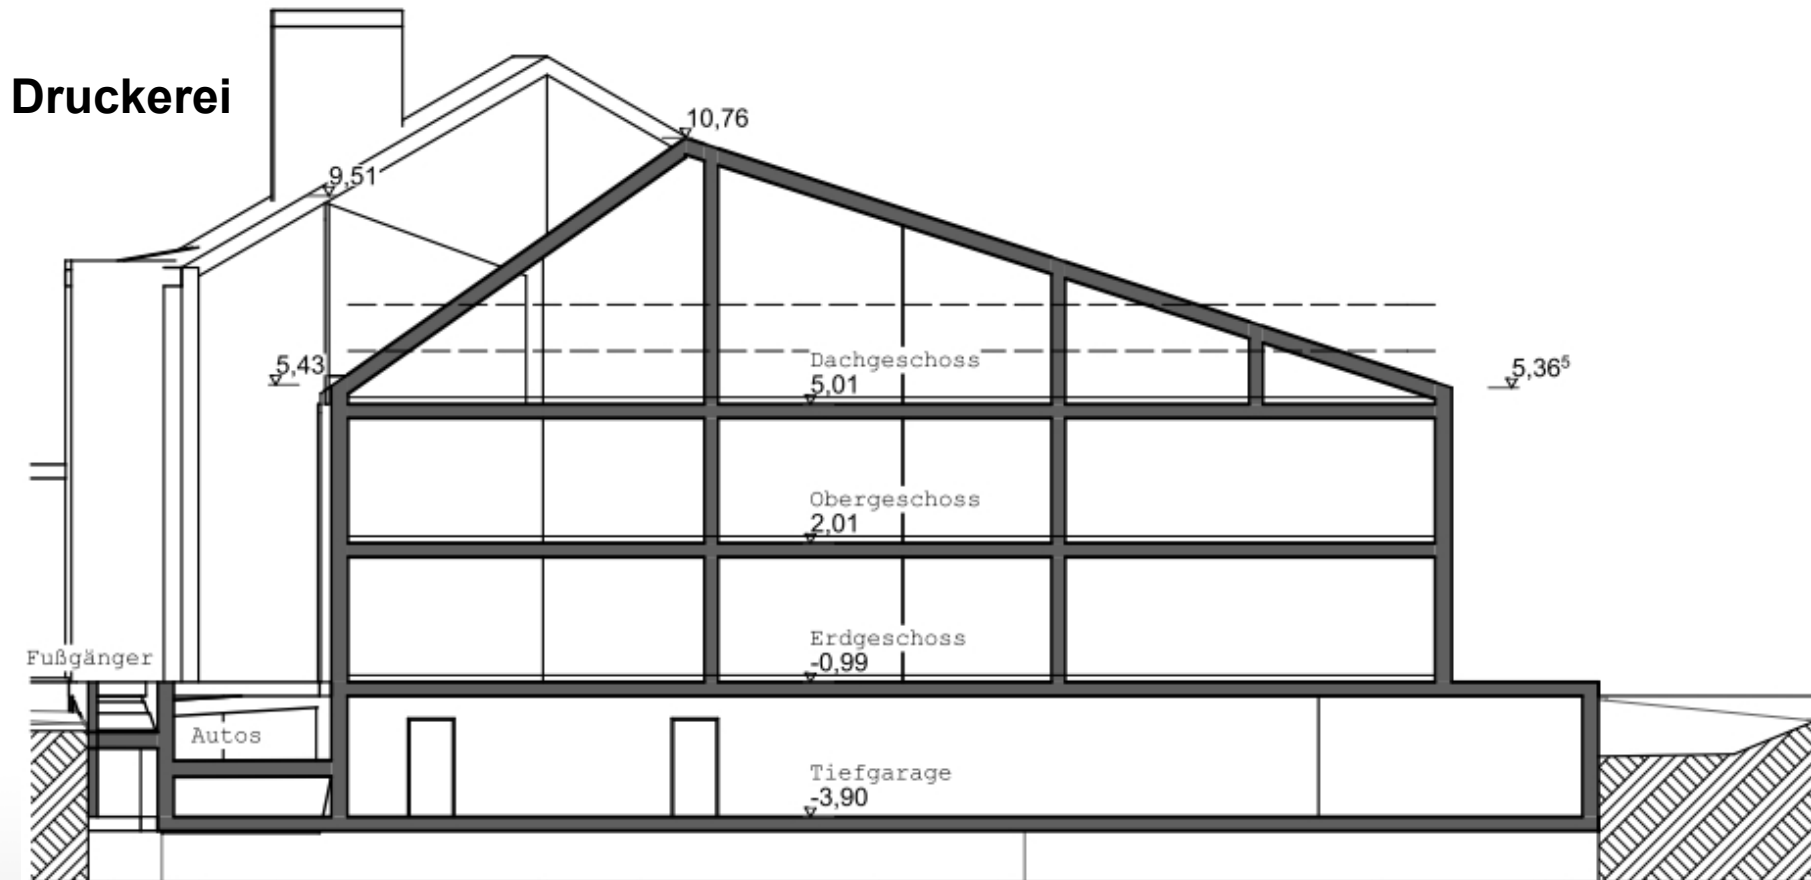 Druckerei
10,76
9,51
5,43
Dachgeschoss
5,01
5,36⁵
Obergeschoss
2,01
Erdgeschoss
-0,99
Fußgänger
Autos
Tiefgarage
-3,90